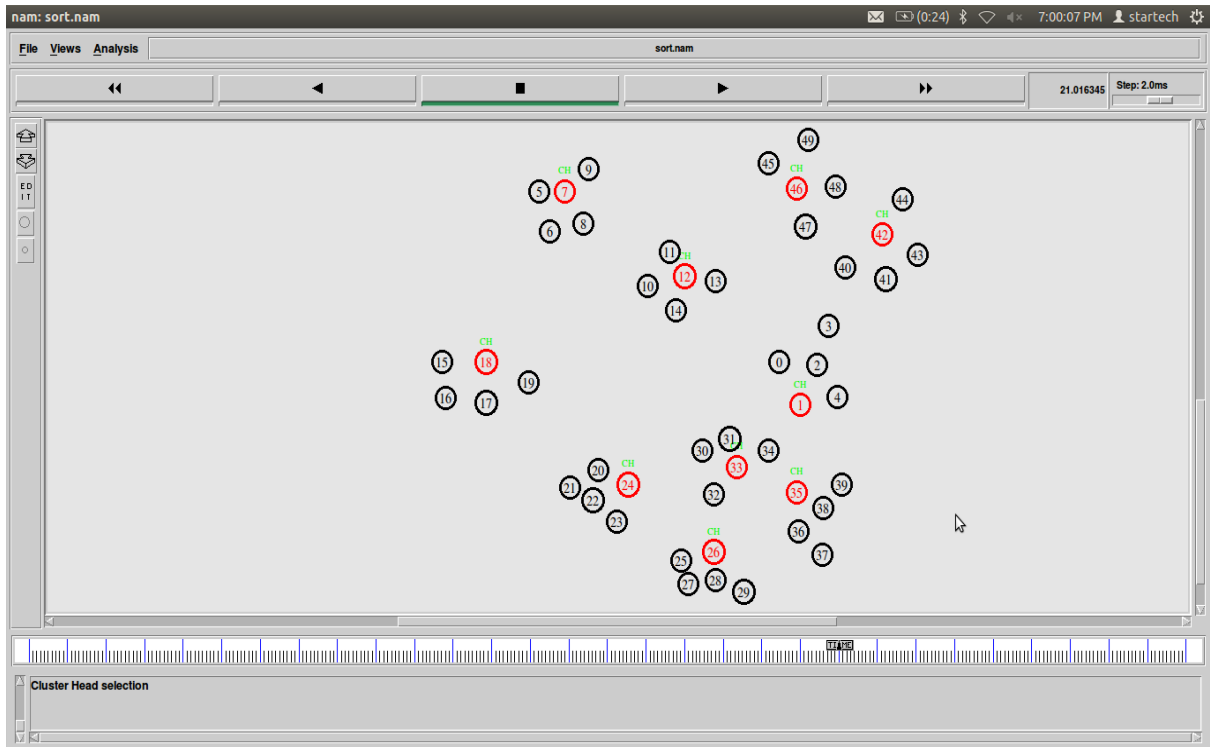 nam: sort.nam (0:24) 7:00:07 PM startech
File Views Analysis sort.nam
21.016345 Step: 2.0ms
49
45 CH
9
CH
46 48
5 7
44
CH
6 8
47
42
11 CH
43
40
12 13
41
10
14
3
CH
15 18
0 2
19
CH
16 17
4
1
31
30 CH 34
CH
20 24
33
CH
39
21
22
32
35
38
23
36
CH
26
37
25
27 28
29
ED
IT
TIME
Cluster Head selection